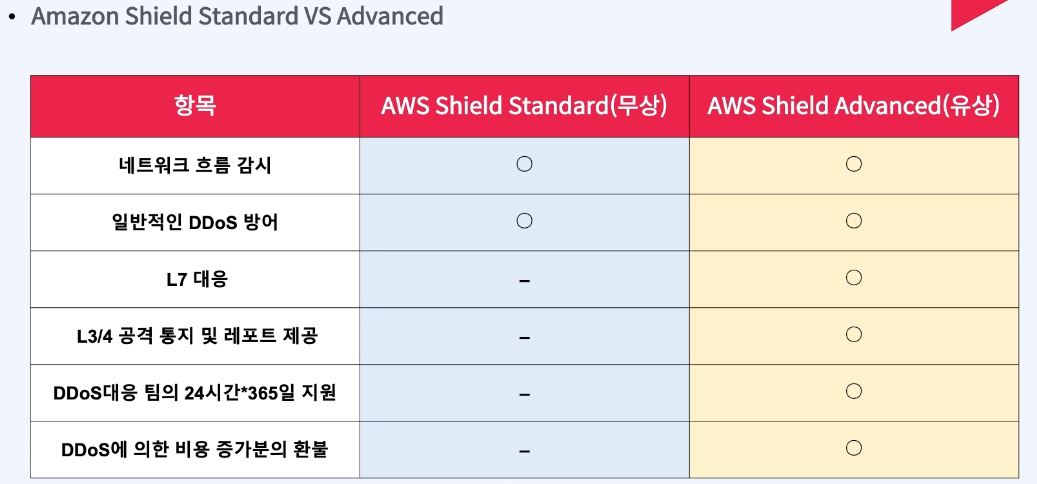 • Amazon Shield Standard VS Advanced
항목 AWS Shield Standard(무상) AWS Shield Advanced(유상)
네트워크 흐름 감시 ○ ○
일반적인 DDoS 방어 ○ ○
L7 대응 – ○
L3/4 공격 통지 및 레포트 제공 – ○
DDoS대응 팀의 24시간*365일 지원 – ○
DDoS에 의한 비용 증가분의 환불 – ○